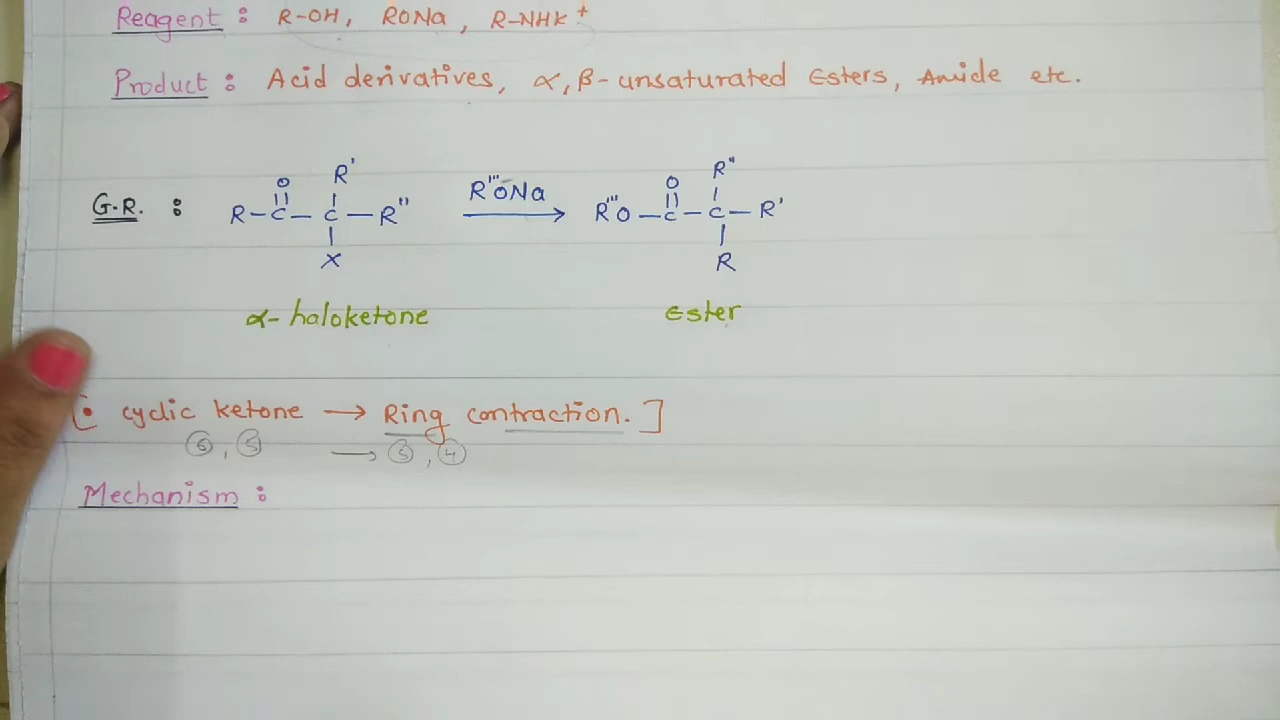 Reagent : R-OH, RONa, R-NHK⁺
Product : Acid derivatives, α,β-unsaturated Esters, Amide etc.
O R' R'''ONa O R''
G.R. : R-C-C-R'' → R'''O-C-C-R'
X R
α-haloketone Ester
[• cyclic ketone → Ring contraction.]
⑥, ⑤ → ⑤, ④
Mechanism :